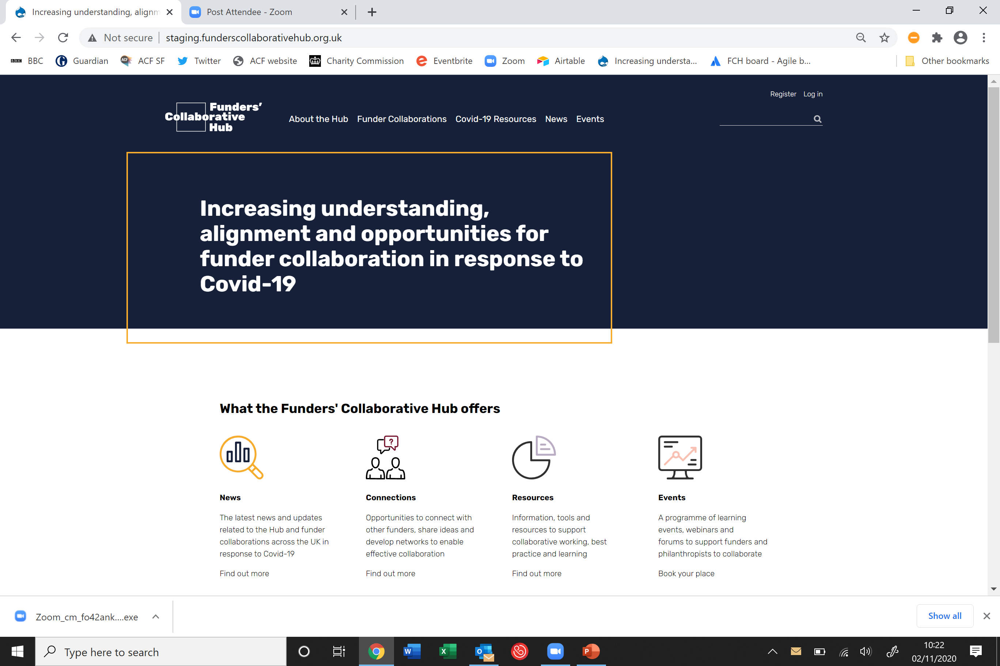 Increasing understanding, alignm
Post Attendee - Zoom
Not secure
staging.funderscollaborativehub.org.uk
BBC BBC
Guardian
ACF ACF SF
Twitter
ACF website
Charity Commission
Eventbrite
Zoom
Airtable
Increasing understa...
FCH board - Agile b...
Other bookmarks
Register Log in
Funders'
Collaborative
Hub
About the Hub Funder Collaborations Covid-19 Resources News Events
Increasing understanding,
alignment and opportunities for
funder collaboration in response to
Covid-19
What the Funders' Collaborative Hub offers
?
News
The latest news and updates
related to the Hub and funder
collaborations across the UK in
response to Covid-19
Find out more
Connections
Opportunities to connect with
other funders, share ideas and
develop networks to enable
effective collaboration
Find out more
Resources
Information, tools and
resources to support
collaborative working, best
practice and learning
Find out more
Events
A programme of learning
events, webinars and
forums to support funders and
philanthropists to collaborate
Book your place
Zoom_cm_fo42ank....exe
Show all
Type here to search
W
X
O
P
10:22
02/11/2020